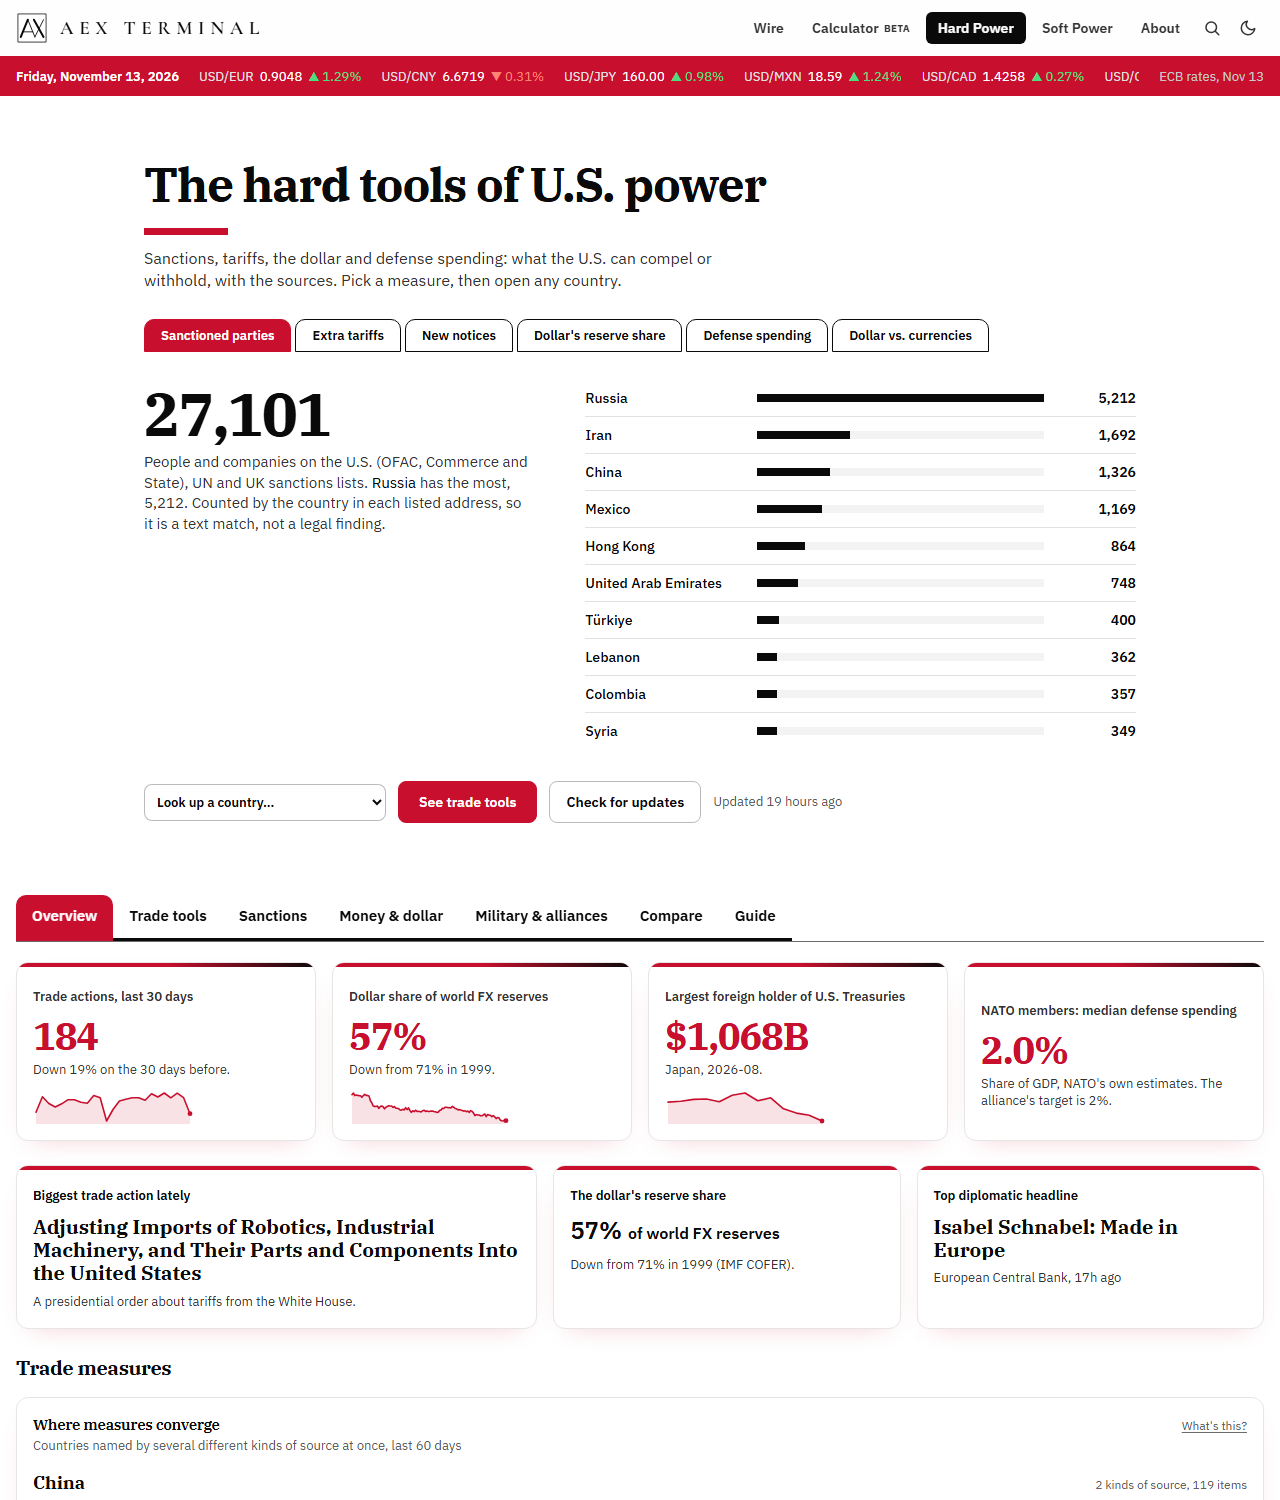 AX AEX TERMINAL
Wire
Calculator BETA
Hard Power
Soft Power
About
Friday, November 13, 2026 USD/EUR 0.9048 ▲ 1.29% USD/CNY 6.6719 ▼ 0.31% USD/JPY 160.00 ▲ 0.98% USD/MXN 18.59 ▲ 1.24% USD/CAD 1.4258 ▲ 0.27% USD/ ECB rates, Nov 13
The hard tools of U.S. power
Sanctions, tariffs, the dollar and defense spending: what the U.S. can compel or
withhold, with the sources. Pick a measure, then open any country.
Sanctioned parties
Extra tariffs
New notices
Dollar's reserve share
Defense spending
Dollar vs. currencies
27,101
People and companies on the U.S. (OFAC, Commerce and
State), UN and UK sanctions lists. Russia has the most,
5,212. Counted by the country in each listed address, so
it is a text match, not a legal finding.
Russia 5,212
Iran 1,692
China 1,326
Mexico 1,169
Hong Kong 864
United Arab Emirates 748
Türkiye 400
Lebanon 362
Colombia 357
Syria 349
Look up a country...
See trade tools
Check for updates
Updated 19 hours ago
Overview
Trade tools
Sanctions
Money & dollar
Military & alliances
Compare
Guide
Trade actions, last 30 days
184
Down 19% on the 30 days before.
Dollar share of world FX reserves
57%
Down from 71% in 1999.
Largest foreign holder of U.S. Treasuries
$1,068B
Japan, 2026-08.
NATO members: median defense spending
2.0%
Share of GDP, NATO's own estimates. The
alliance's target is 2%.
Biggest trade action lately
Adjusting Imports of Robotics, Industrial
Machinery, and Their Parts and Components Into
the United States
A presidential order about tariffs from the White House.
The dollar's reserve share
57% of world FX reserves
Down from 71% in 1999 (IMF COFER).
Top diplomatic headline
Isabel Schnabel: Made in
Europe
European Central Bank, 17h ago
Trade measures
Where measures converge
What's this?
Countries named by several different kinds of source at once, last 60 days
China
2 kinds of source, 119 items